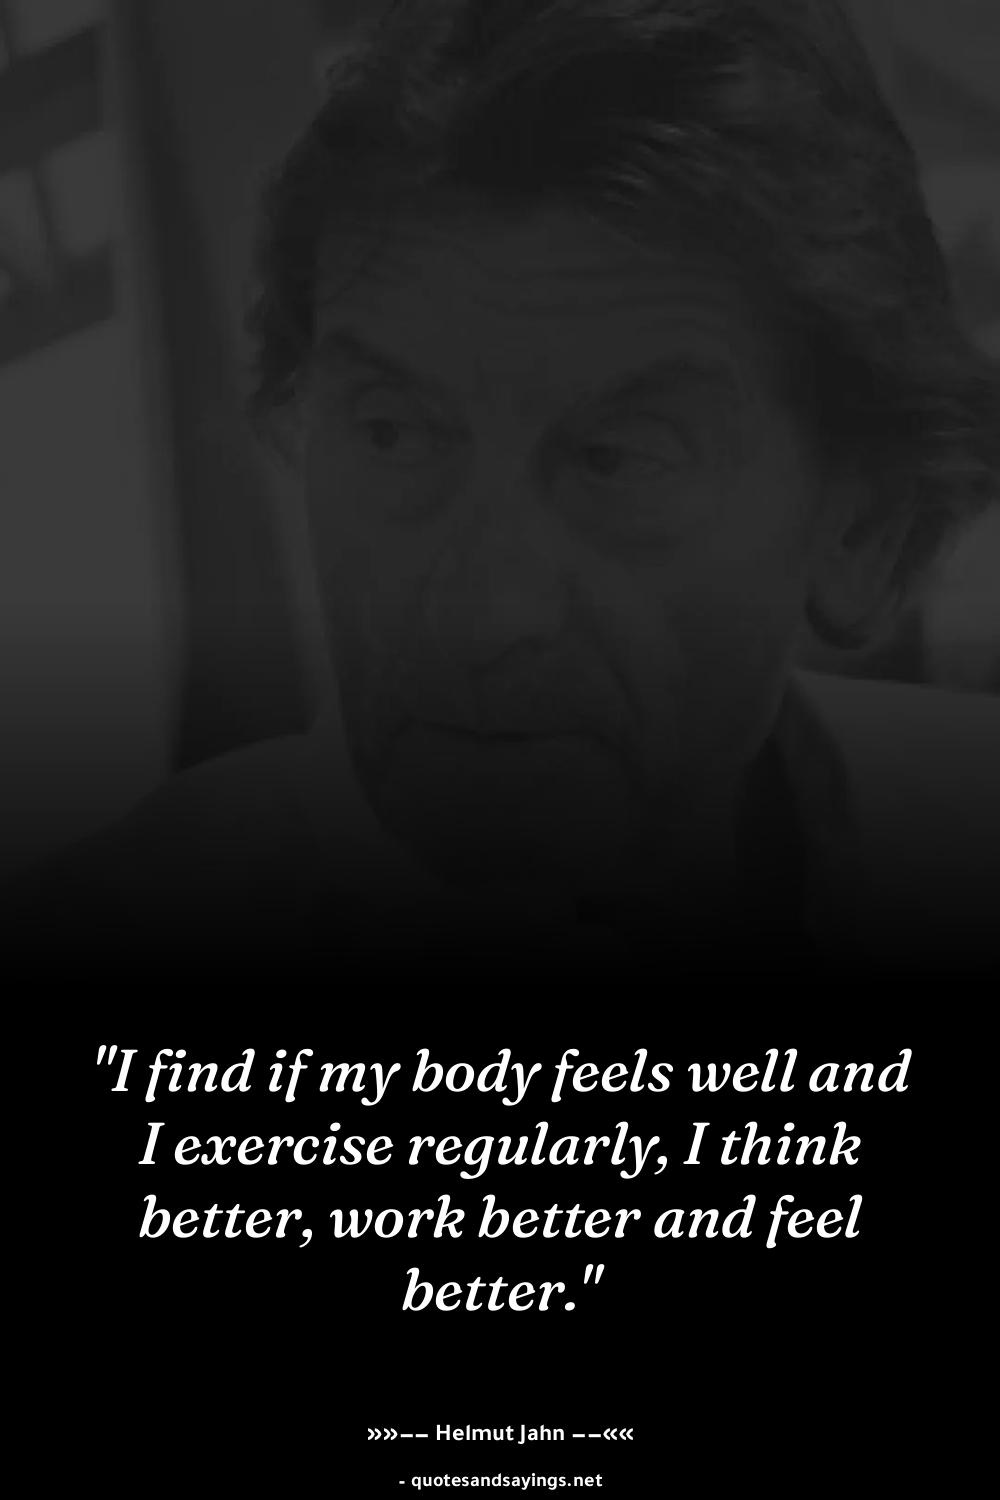 "I find if my body feels well and
I exercise regularly, I think
better, work better and feel
better."
»»–– Helmut Jahn ––««
- quotesandsayings.net